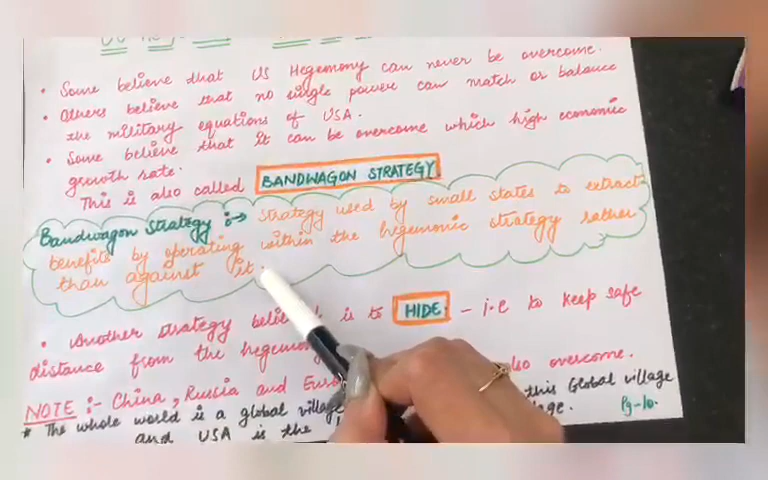 • Some believe that US Hegemony can never be overcome.
• Others believe that no single power can match or balance
the military equations of USA.
• Some believe that it can be overcome which high economic
growth rate.
This is also called BANDWAGON STRATEGY.
Bandwagon Strategy :→ strategy used by small states to extract
benefits by operating within the hegemonic strategy rather
than against it.
• Another strategy is to HIDE. – i.e to keep safe
distance from the
NOTE :- China, Russia and also overcome.
* The whole world is a global village this Global village
and USA is the
Pg-10.